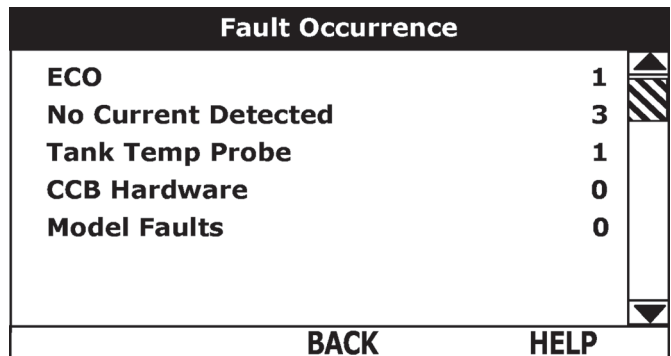 Fault Occurrence
ECO 1
No Current Detected 3
Tank Temp Probe 1
CCB Hardware 0
Model Faults 0
BACK HELP